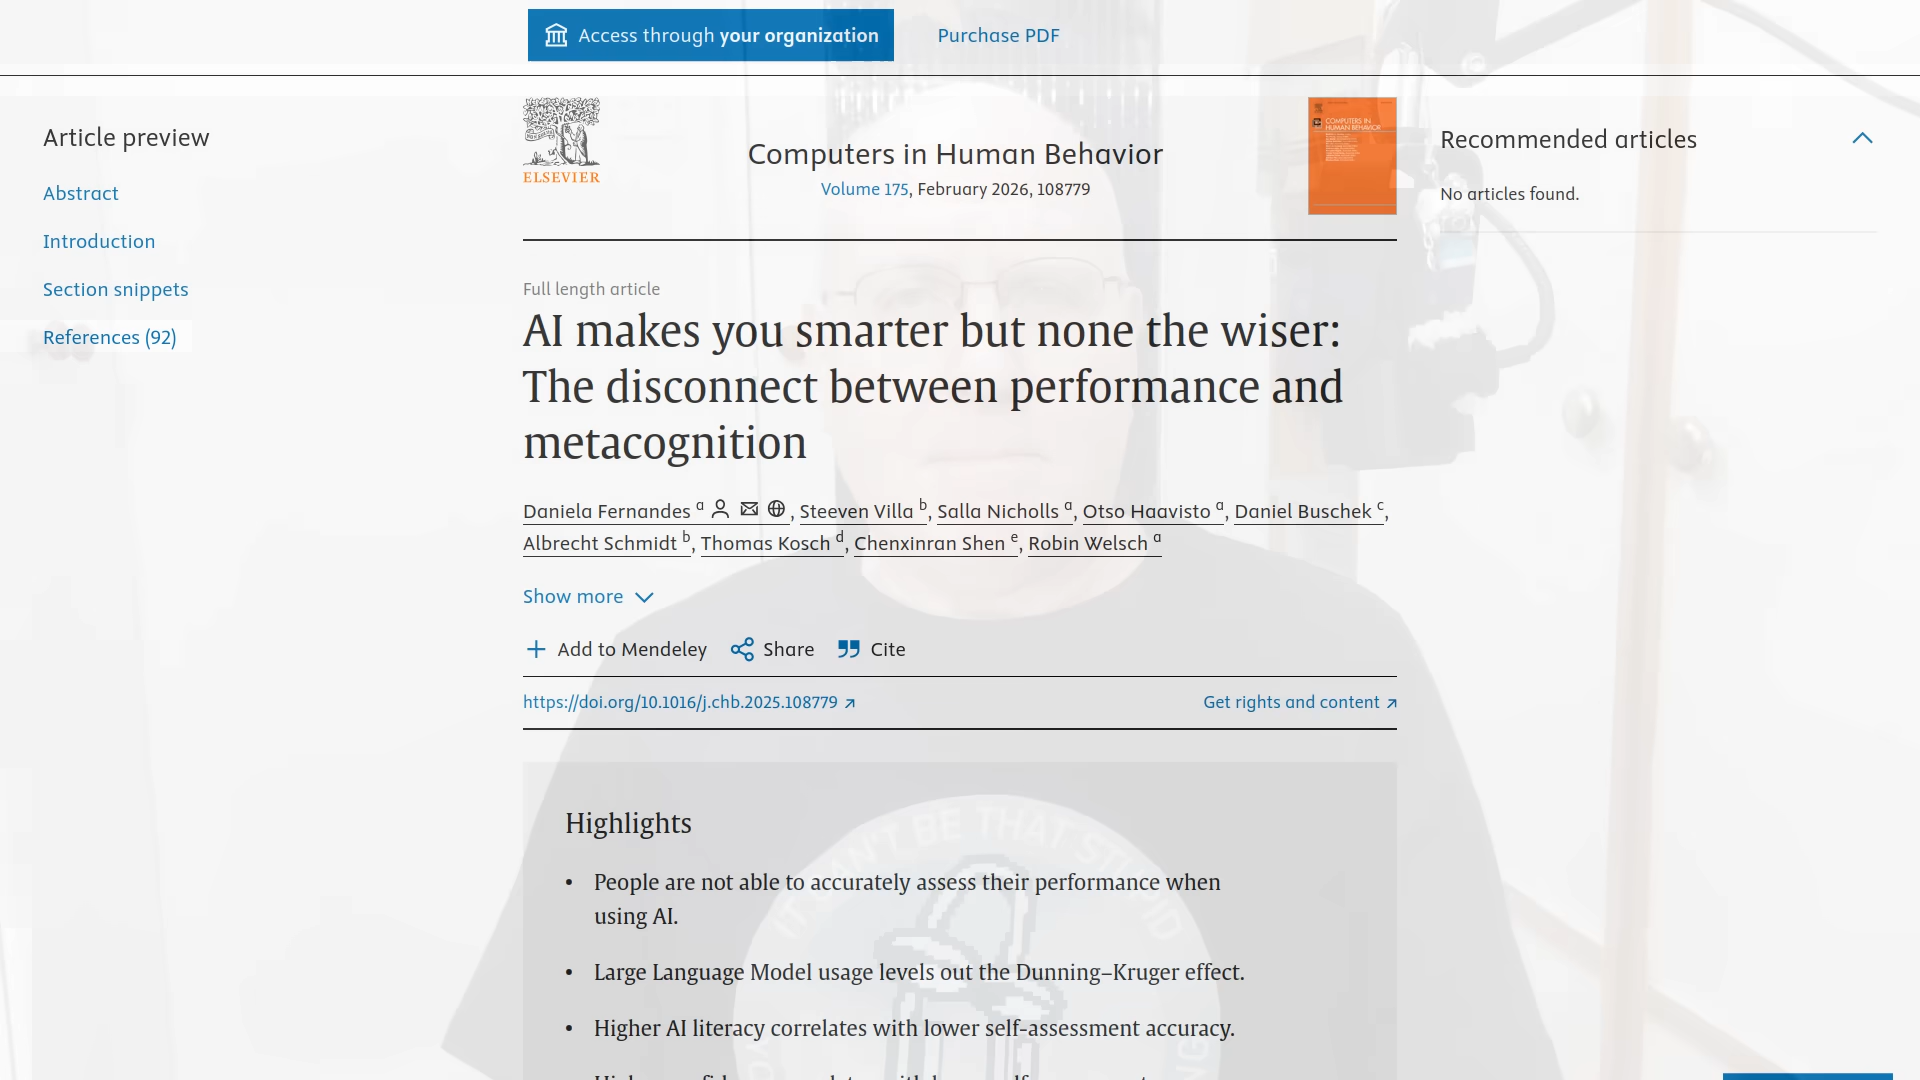 Access through your organization
Purchase PDF
Article preview
Abstract
Introduction
Section snippets
References (92)
ELSEVIER
Computers in Human Behavior
Volume 175, February 2026, 108779
COMPUTERS IN
HUMAN BEHAVIOR
Recommended articles
No articles found.
Full length article
AI makes you smarter but none the wiser:
The disconnect between performance and
metacognition
Daniela Fernandes a, Steeven Villa b, Salla Nicholls a, Otso Haavisto a, Daniel Buschek c,
Albrecht Schmidt b, Thomas Kosch d, Chenxinran Shen e, Robin Welsch a
Show more
Add to Mendeley Share Cite
https://doi.org/10.1016/j.chb.2025.108779
Get rights and content
Highlights
• People are not able to accurately assess their performance when
using AI.
• Large Language Model usage levels out the Dunning–Kruger effect.
• Higher AI literacy correlates with lower self-assessment accuracy.
IT CAN'T BE THAT STUPID